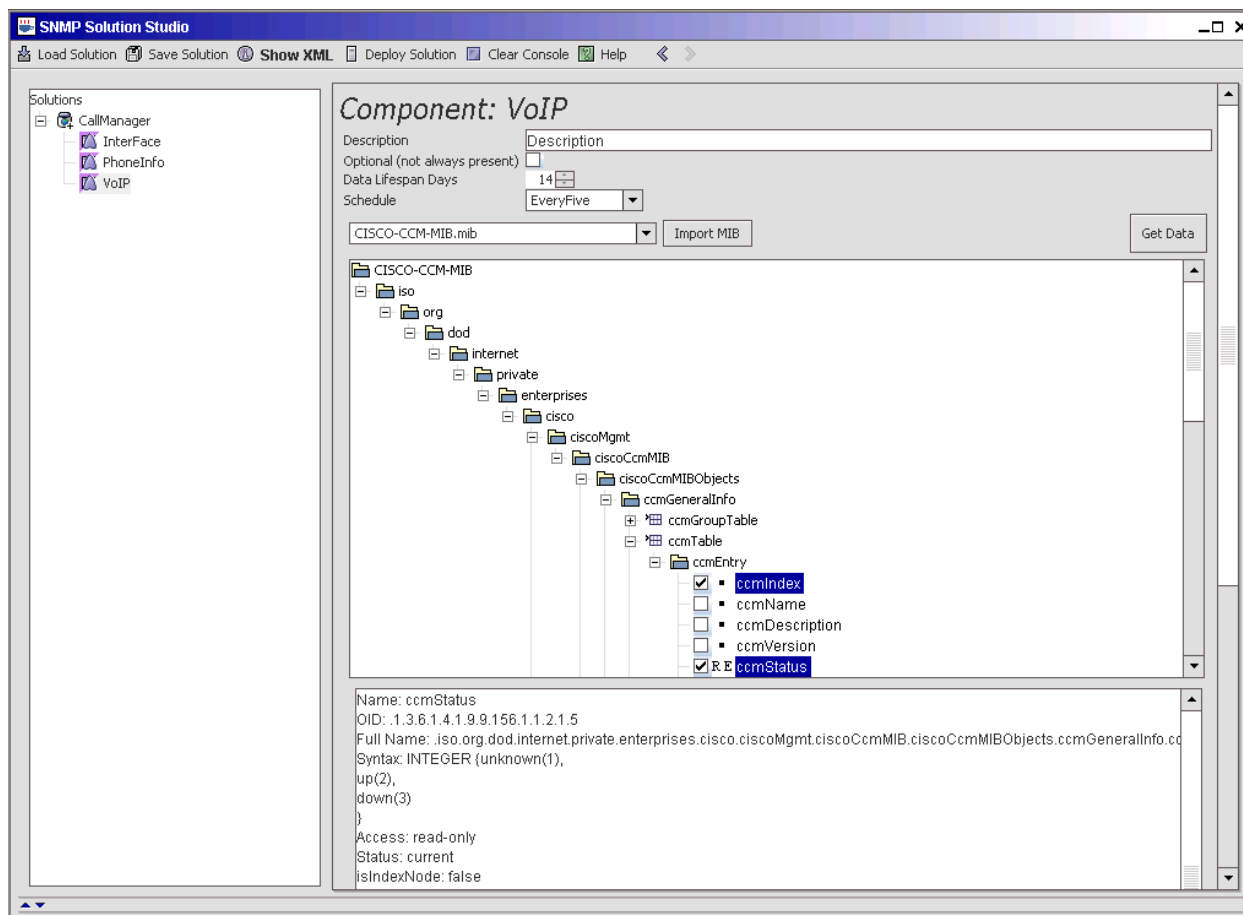 SNMP Solution Studio
Load Solution Save Solution Show XML Deploy Solution Clear Console Help
Solutions
CallManager
InterFace
PhoneInfo
VoIP
Component: VoIP
Description Description
Optional (not always present)
Data Lifespan Days 14
Schedule EveryFive
CISCO-CCM-MIB.mib Import MIB Get Data
CISCO-CCM-MIB
iso
org
dod
internet
private
enterprises
cisco
ciscoMgmt
ciscoCcmMIB
ciscoCcmMIBObjects
ccmGeneralInfo
ccmGroupTable
ccmTable
ccmEntry
ccmIndex
ccmName
ccmDescription
ccmVersion
R E ccmStatus
Name: ccmStatus
OID: .1.3.6.1.4.1.9.9.156.1.1.2.1.5
Full Name: .iso.org.dod.internet.private.enterprises.cisco.ciscoMgmt.ciscoCcmMIB.ciscoCcmMIBObjects.ccmGeneralInfo.cc
Syntax: INTEGER {unknown(1),
up(2),
down(3)
}
Access: read-only
Status: current
isIndexNode: false